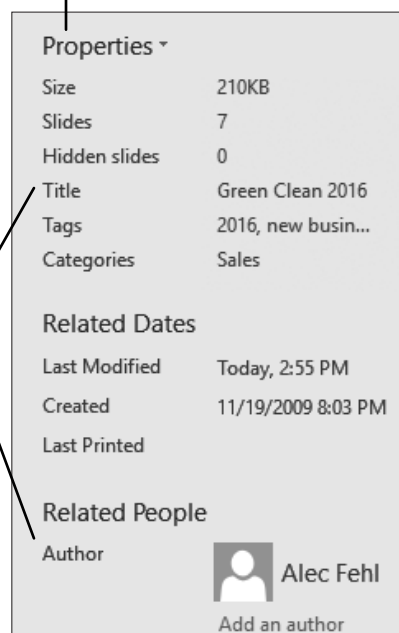 Properties
Size 210KB
Slides 7
Hidden slides 0
Title Green Clean 2016
Tags 2016, new busin...
Categories Sales
Related Dates
Last Modified Today, 2:55 PM
Created 11/19/2009 8:03 PM
Last Printed
Related People
Author Alec Fehl
Add an author